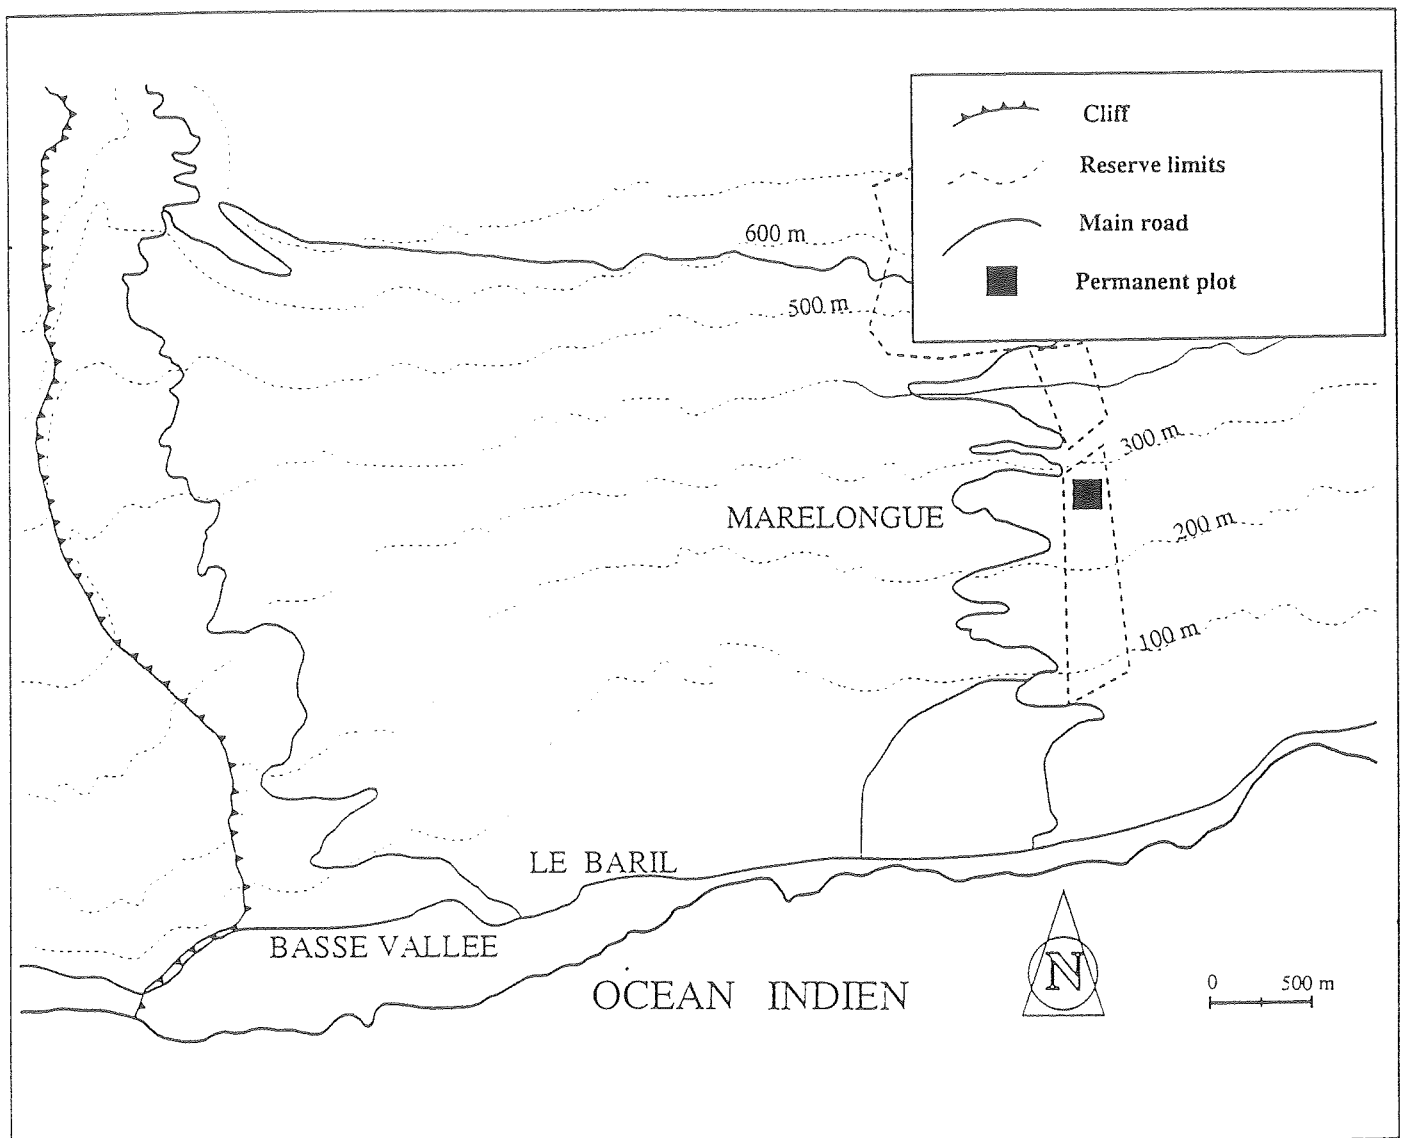 Cliff
Reserve limits
Main road
Permanent plot
600 m
500 m
300 m
MARELONGUE
200 m
100 m
LE BARIL
BASSE VALLEE
OCEAN INDIEN
N
0 500 m